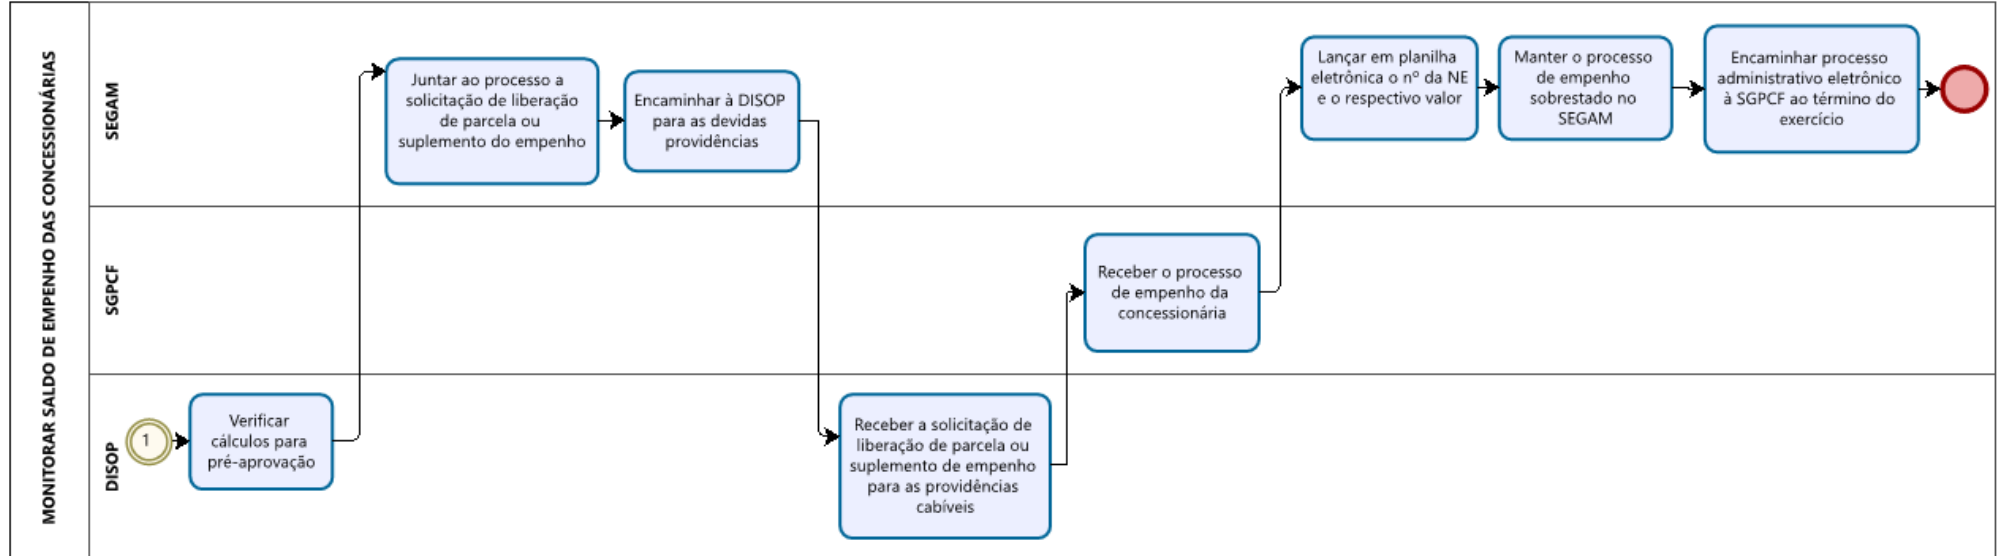 MONITORAR SALDO DE EMPENHO DAS CONCESSIONÁRIAS
SEGAM
Juntar ao processo a
solicitação de liberação
de parcela ou
suplemento do empenho
Encaminhar à DISOP
para as devidas
providências
Lançar em planilha
eletrônica o nº da NE
e o respectivo valor
Manter o processo
de empenho
sobrestado no
SEGAM
Encaminhar processo
administrativo eletrônico
à SGPCF ao término do
exercício
SGPCF
Receber o processo
de empenho da
concessionária
DISOP
1
Verificar
cálculos para
pré-aprovação
Receber a solicitação de
liberação de parcela ou
suplemento de empenho
para as providências
cabíveis